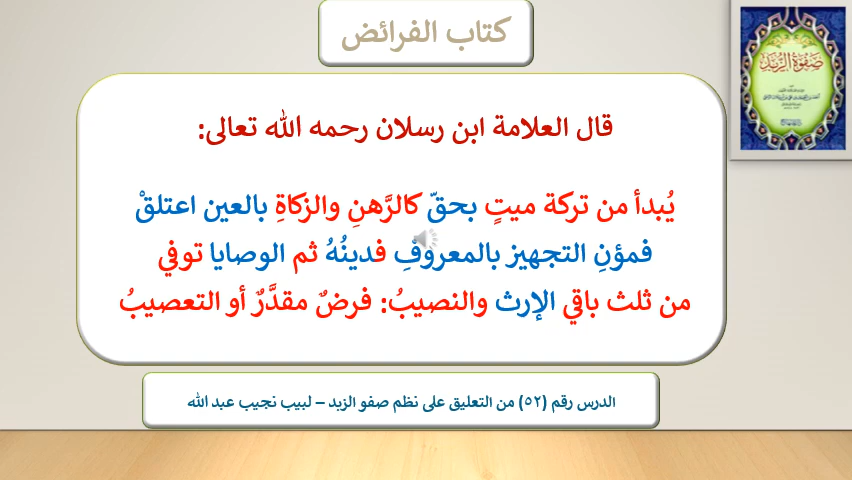 كتاب الفرائض
صفوة الزبد
قال العلامة ابن رسلان رحمه الله تعالى:
يُبدأ من تركة ميتٍ بحقّ كالرَّهنِ والزكاةِ بالعين اعتلقْ
فمؤنِ التجهيز بالمعروفِ فدينُهُ ثم الوصايا توفي
من ثلث باقي الإرث والنصيبُ: فرضٌ مقدَّرٌ أو التعصيبُ
الدرس رقم (٥٢) من التعليق على نظم صفو الزبد – لبيب نجيب عبد الله